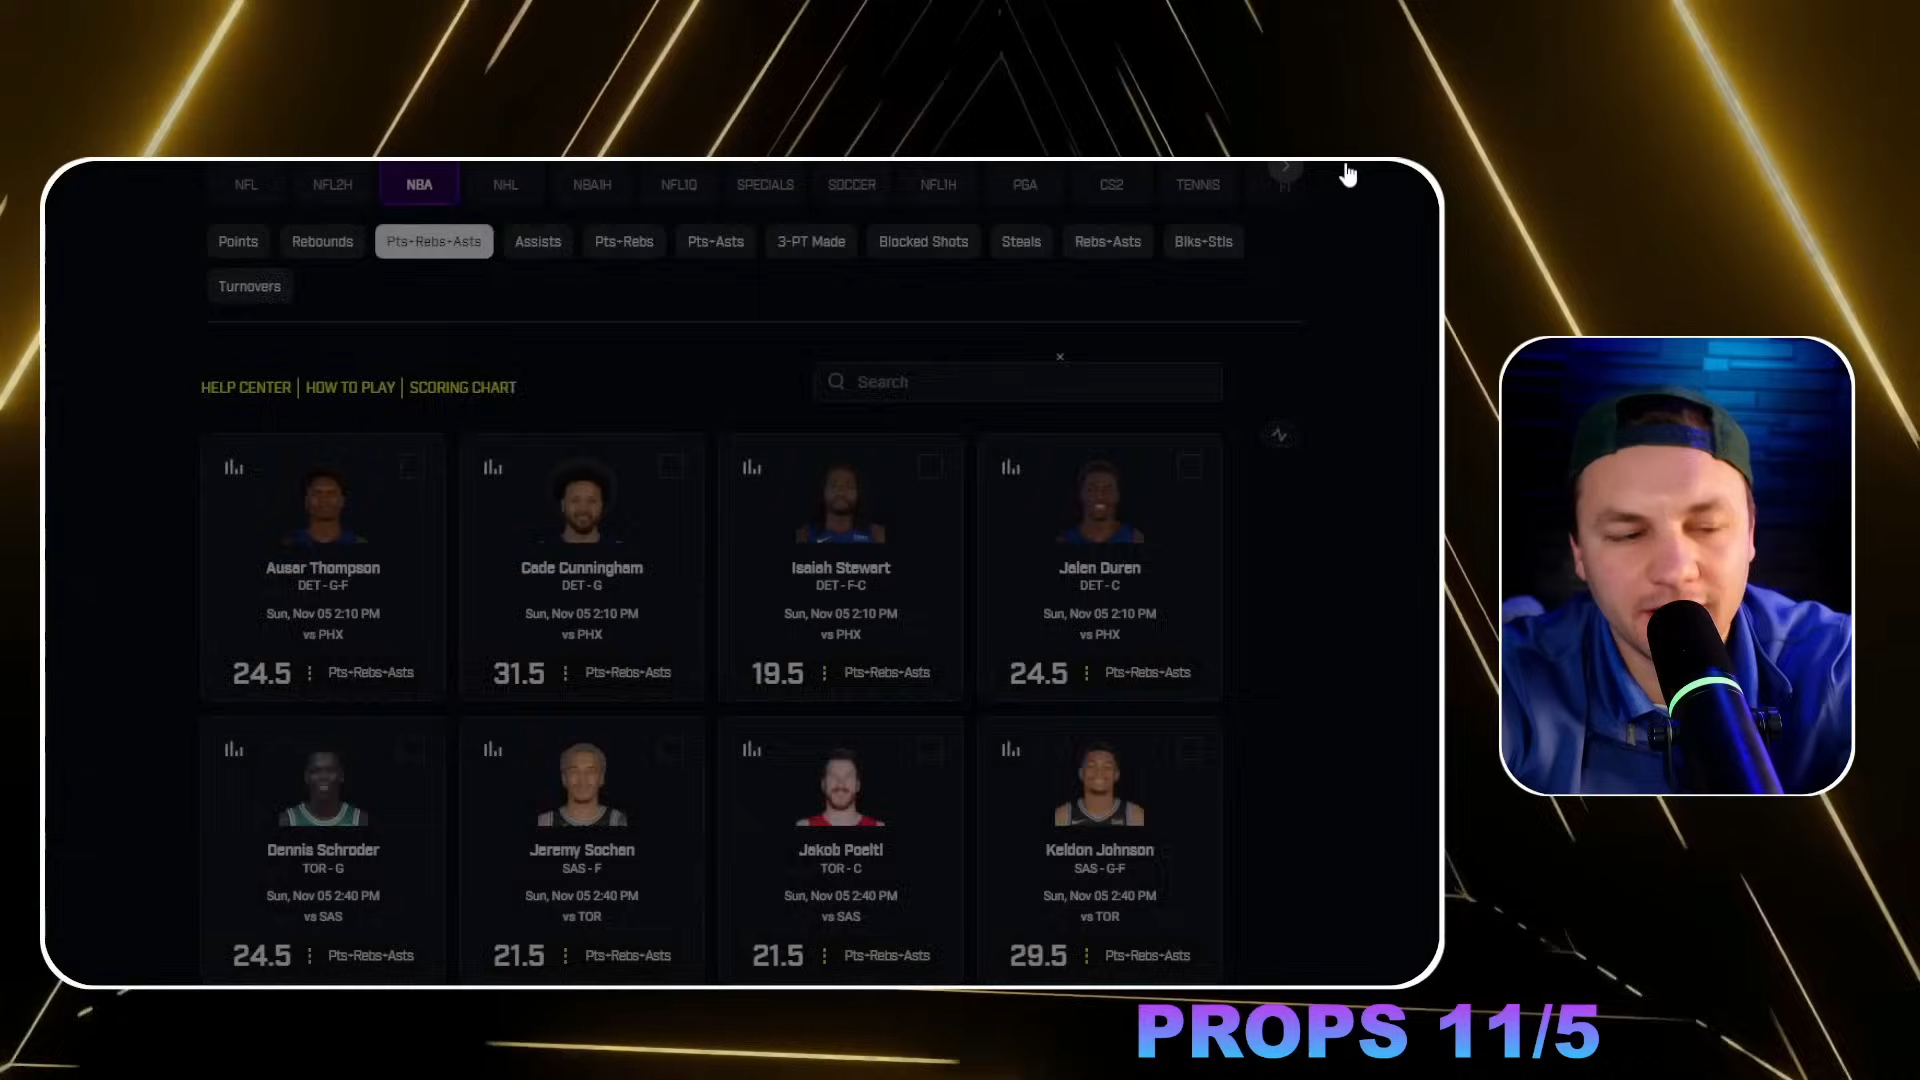 NFL NFL2H NBA NHL NBA1H NFL1Q SPECIALS SOCCER NFL1H PGA CS2 TENNIS
Points Rebounds Pts+Rebs+Asts Assists Pts+Rebs Pts+Asts 3-PT Made Blocked Shots Steals Rebs+Asts Blks+Stls
Turnovers
HELP CENTER | HOW TO PLAY | SCORING CHART
Search
Ausar Thompson
DET - G-F
Sun, Nov 05 2:10 PM
vs PHX
24.5 Pts+Rebs+Asts
Cade Cunningham
DET - G
Sun, Nov 05 2:10 PM
vs PHX
31.5 Pts+Rebs+Asts
Isaiah Stewart
DET - F-C
Sun, Nov 05 2:10 PM
vs PHX
19.5 Pts+Rebs+Asts
Jalen Duren
DET - C
Sun, Nov 05 2:10 PM
vs PHX
24.5 Pts+Rebs+Asts
Dennis Schroder
TOR - G
Sun, Nov 05 2:40 PM
vs SAS
24.5 Pts+Rebs+Asts
Jeremy Sochan
SAS - F
Sun, Nov 05 2:40 PM
vs TOR
21.5 Pts+Rebs+Asts
Jakob Poeltl
TOR - C
Sun, Nov 05 2:40 PM
vs SAS
21.5 Pts+Rebs+Asts
Keldon Johnson
SAS - G-F
Sun, Nov 05 2:40 PM
vs TOR
29.5 Pts+Rebs+Asts
PROPS 11/5